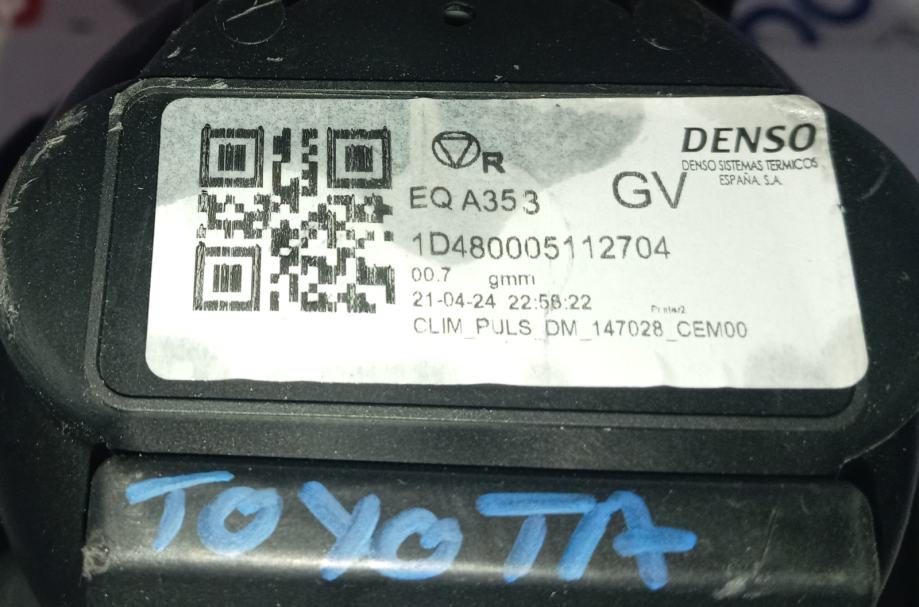 DENSO
DENSO SISTEMAS TERMICOS
ESPAÑA, S.A.
R
GV
EQ A353
1D480005112704
00.7 gmm
21-04-24 22:58:22 Printer2
CLIM_PULS_DM_147028_CEM00
TOYOTA